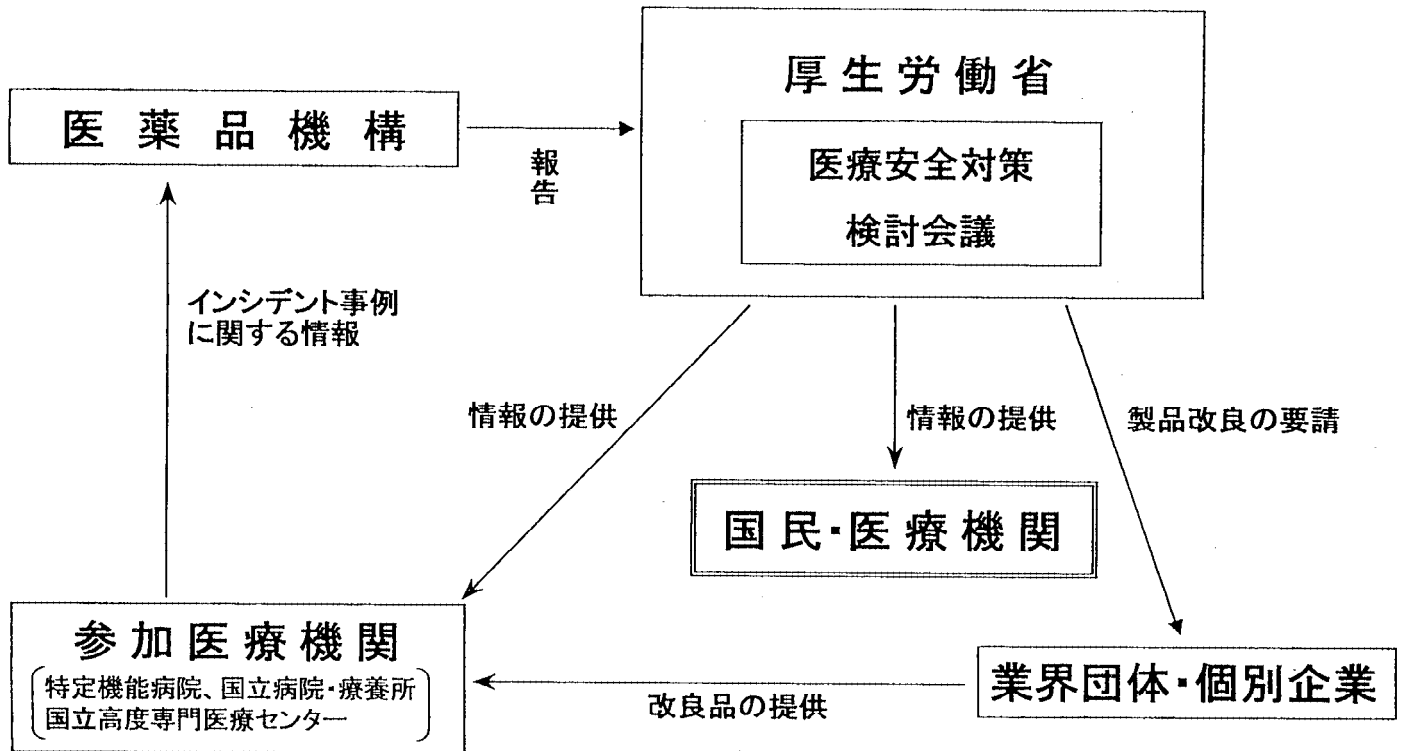 厚生労働省
医薬品機構
報告
医療安全対策
検討会議
インシデント事例
に関する情報
情報の提供
情報の提供
製品改良の要請
国民・医療機関
参加医療機関
特定機能病院、国立病院・療養所
国立高度専門医療センター
改良品の提供
業界団体・個別企業